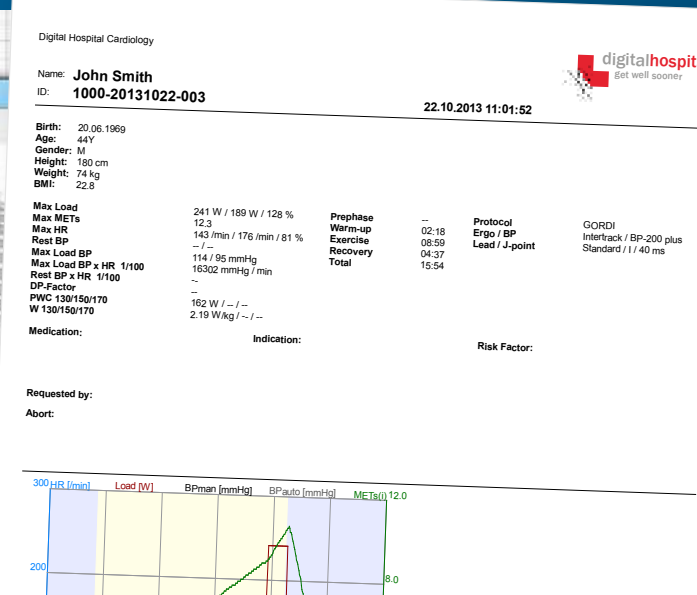 Digital Hospital Cardiology
digitalhospit
get well sooner
Name: John Smith
ID: 1000-20131022-003
22.10.2013 11:01:52
Birth: 20.06.1969
Age: 44Y
Gender: M
Height: 180 cm
Weight: 74 kg
BMI: 22.8
Max Load 241 W / 189 W / 128 %
Max METs 12.3
Max HR 143 /min / 176 /min / 81 %
Rest BP -- / --
Max Load BP 114 / 95 mmHg
Max Load BP x HR 1/100 16302 mmHg / min
Rest BP x HR 1/100 --
DP-Factor --
PWC 130/150/170 162 W / -- / --
W 130/150/170 2.19 W/kg / -- / --
Prephase --
Warm-up 02:18
Exercise 08:59
Recovery 04:37
Total 15:54
Protocol GORDI
Ergo / BP Intertrack / BP-200 plus
Lead / J-point Standard / I / 40 ms
Medication:
Indication:
Risk Factor:
Requested by:
Abort:
300 HR [/min] Load [W] BPman [mmHg] BPauto [mmHg] METs(i) 12.0
200 8.0